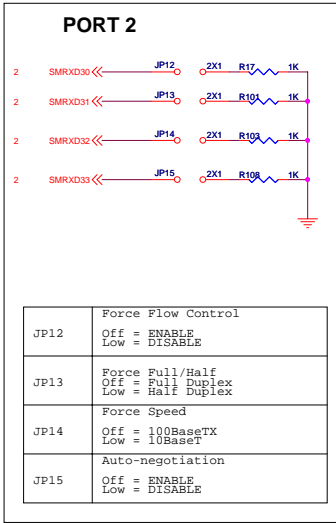 PORT 2
2 SMRXD30 JP12 2X1 R17 1K
2 SMRXD31 JP13 2X1 R101 1K
2 SMRXD32 JP14 2X1 R103 1K
2 SMRXD33 JP15 2X1 R108 1K
Force Flow Control
JP12
Off = ENABLE
Low = DISABLE
Force Full/Half
JP13
Off = Full Duplex
Low = Half Duplex
Force Speed
JP14
Off = 100BaseTX
Low = 10BaseT
Auto-negotiation
JP15
Off = ENABLE
Low = DISABLE